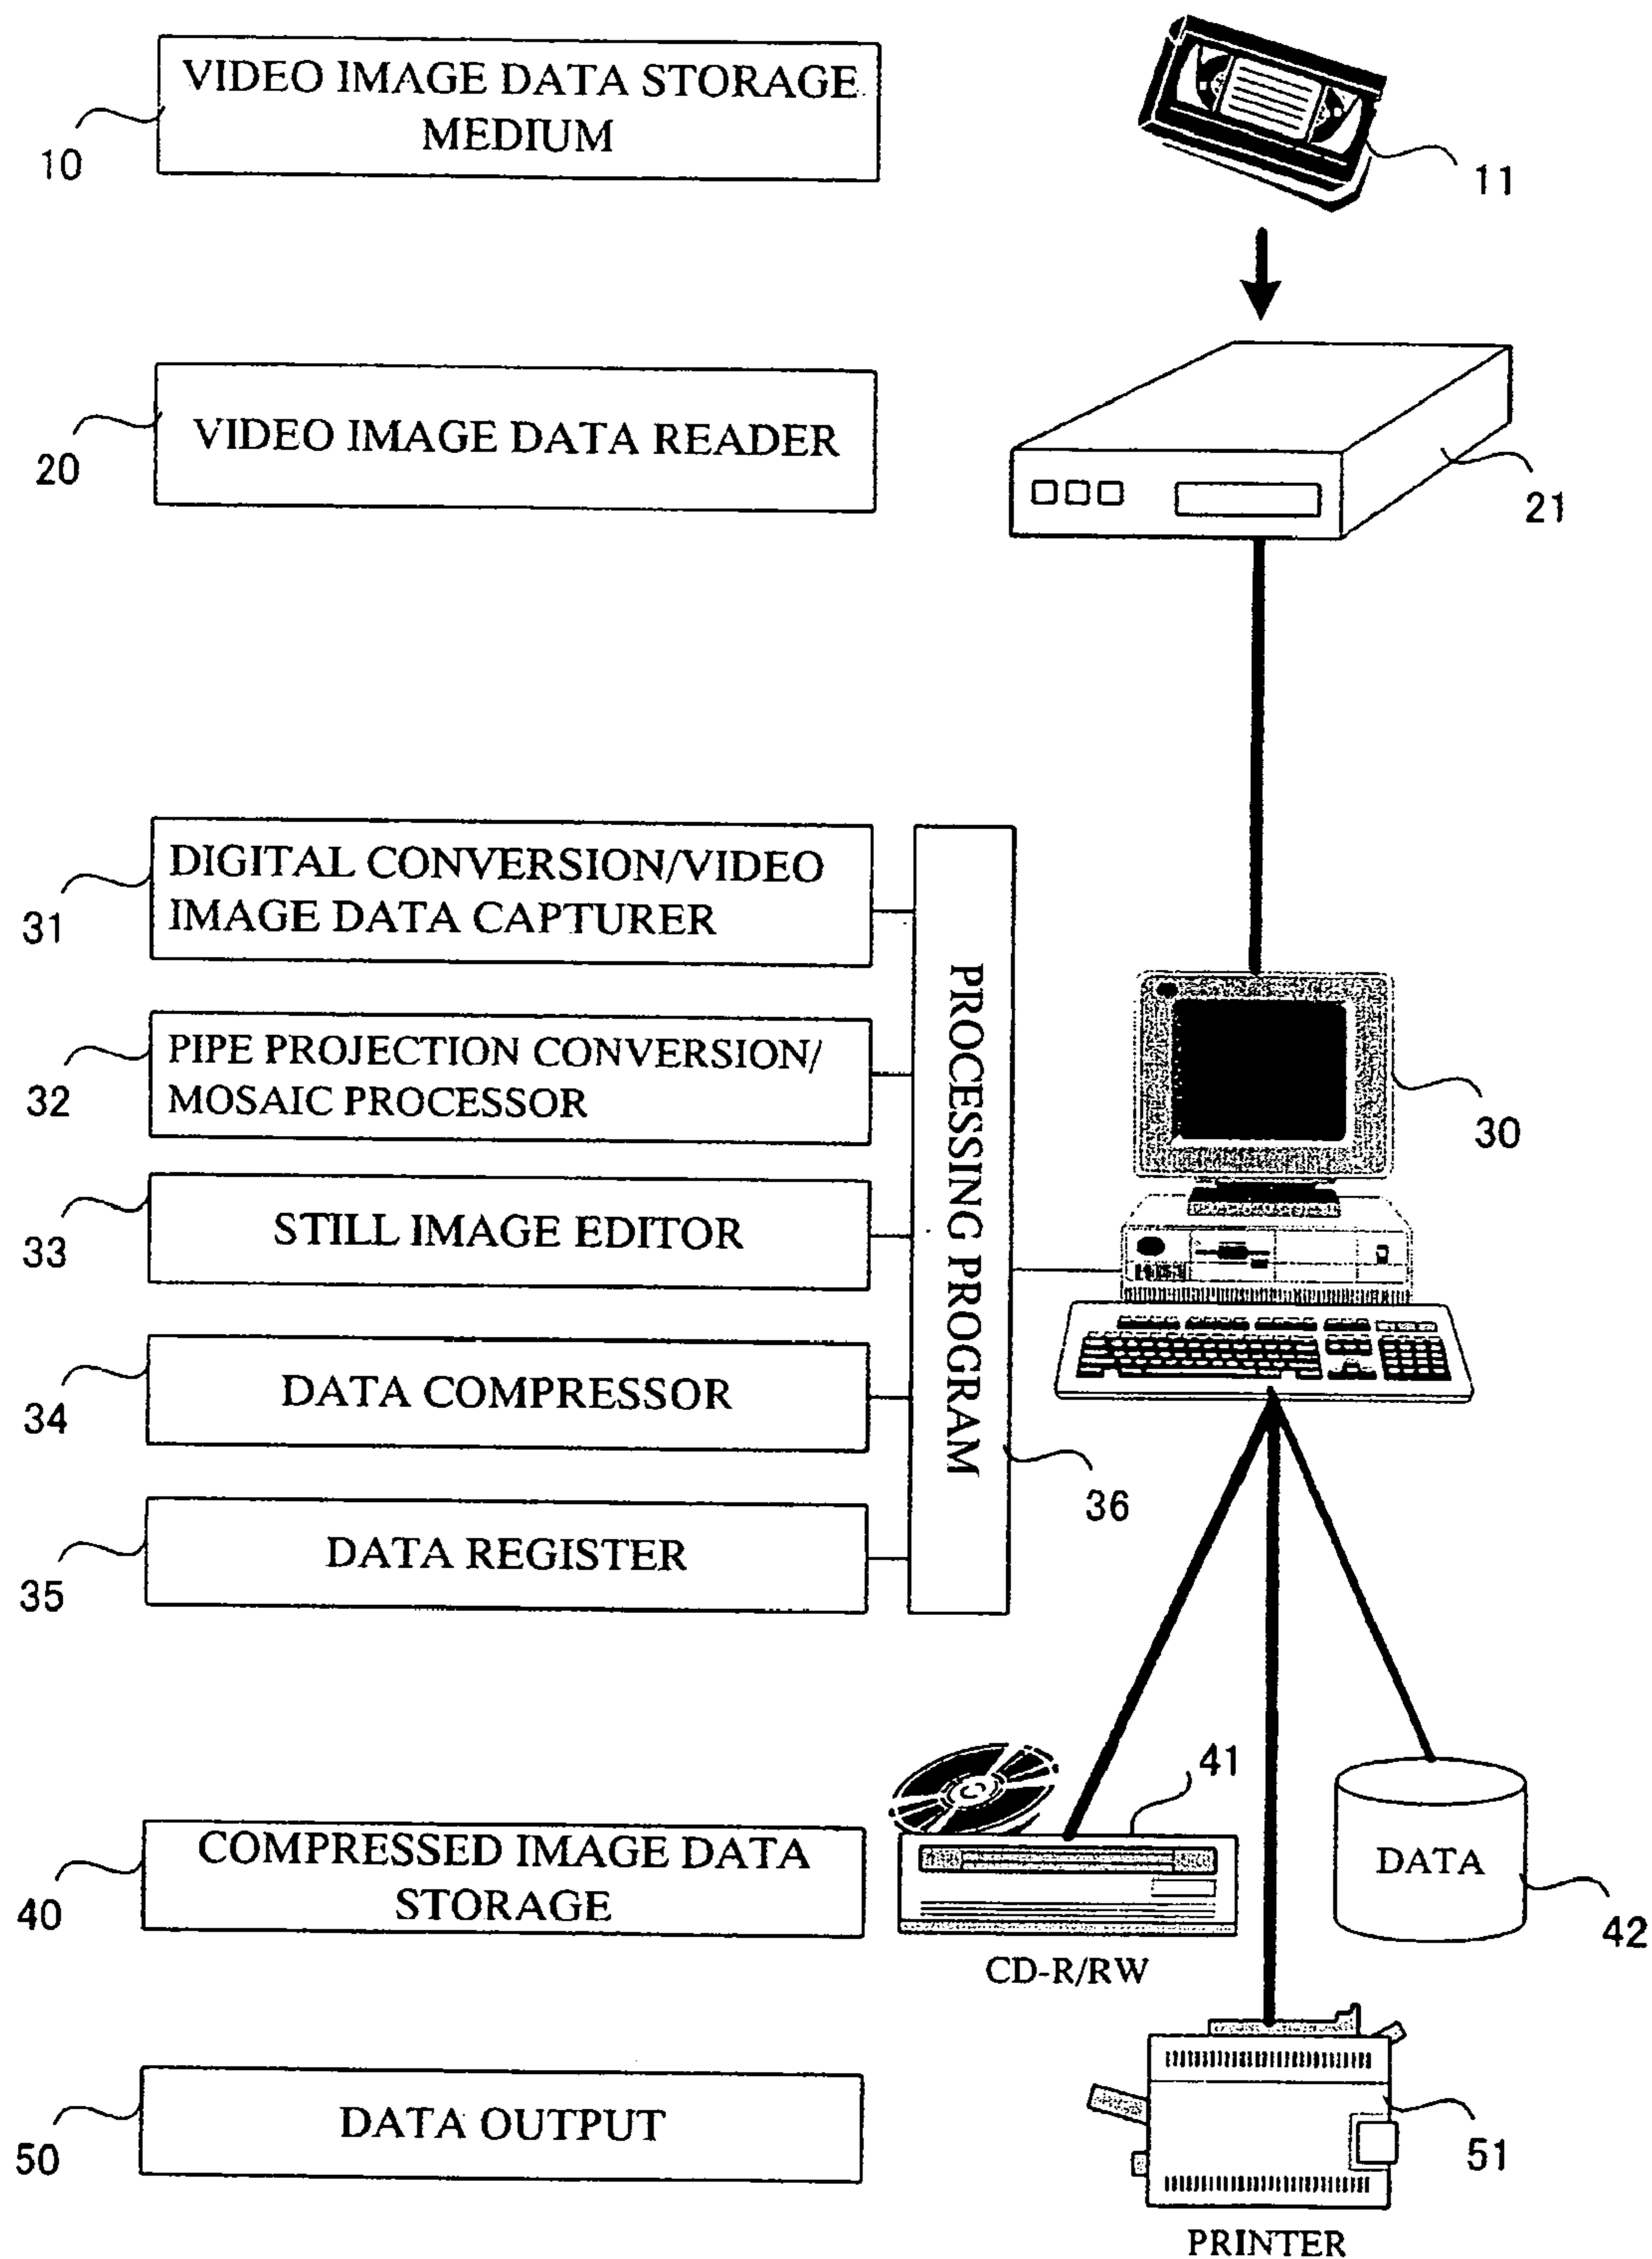 VIDEO IMAGE DATA STORAGE
MEDIUM
10
11
VIDEO IMAGE DATA READER
20
21
DIGITAL CONVERSION/VIDEO
IMAGE DATA CAPTURER
31
PIPE PROJECTION CONVERSION/
MOSAIC PROCESSOR
32
STILL IMAGE EDITOR
33
DATA COMPRESSOR
34
DATA REGISTER
35
PROCESSING PROGRAM
36
30
COMPRESSED IMAGE DATA
STORAGE
40
41
CD-R/RW
DATA
42
DATA OUTPUT
50
51
PRINTER